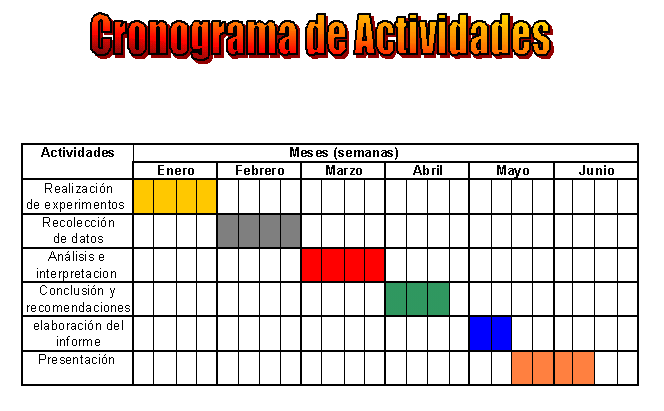 Cronograma de Actividades
Actividades
Meses (semanas)
Enero
Febrero
Marzo
Abril
Mayo
Junio
Realización
de experimentos
Recolección
de datos
Análisis e
interpretacion
Conclusión y
recomendaciones
elaboración del
informe
Presentación